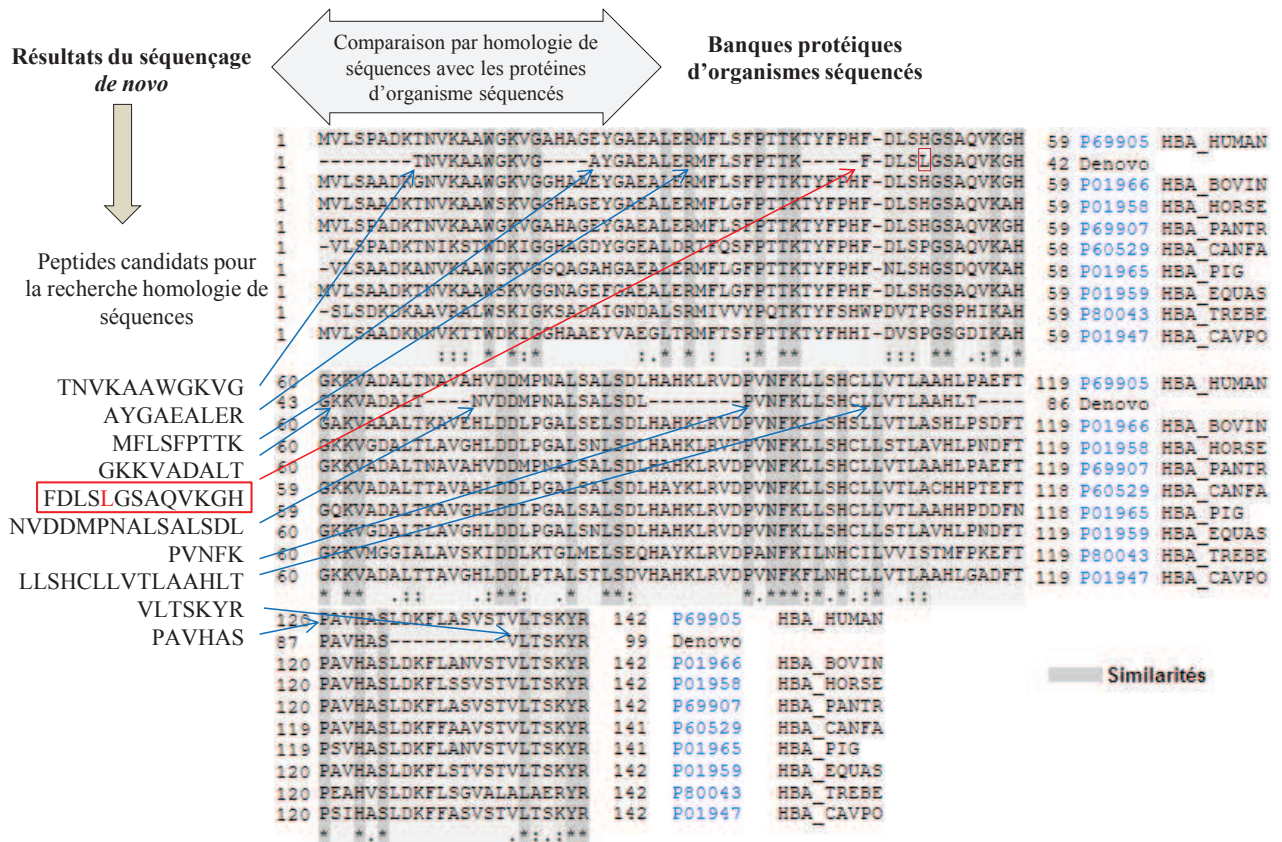 Résultats du séquençage
de novo
Comparaison par homologie de
séquences avec les protéines
d'organisme séquencés
Banques protéiques
d'organismes séquencés
Peptides candidats pour
la recherche homologie de
séquences
TNVKAAWGKVG
AYGAEALER
MFLSFPTTK
GKKVADALT
FDLSLGSAQVKGH
NVDDMPNALSALSDL
PVNFK
LLSHCLLVTLAAHLT
VLTSKYR
PAVHAS
1 MVLSPADKTNVKAAWGKVGAHAGEYGAEALERMFLSFPTTKTYFPHF-DLSHGSAQVKGH 59 P69905 HBA_HUMAN
1 ---------TNVKAAWGKVG----AYGAEALERMFLSFPTTK-----F-DLSLGSAQVKGH 42 Denovo
1 MVLSAADKGNVKAAWGKVGGHAAEYGAEALERMFLSFPTTKTYFPHF-DLSHGSAQVKGH 59 P01966 HBA_BOVIN
1 MVLSAADKTNVKAAWSKVGGHAGEYGAEALERMFLGFPTTKTYFPHF-DLSHGSAQVKAH 59 P01958 HBA_HORSE
1 MVLSPADKTNVKAAWGKVGAHAGEYGAEALERMFLSFPTTKTYFPHF-DLSHGSAQVKGH 59 P69907 HBA_PANTR
1 -VLSPADKTNIKSTWDKIGGHAGDYGGEALDRTFQSFPTTKTYFPHF-DLSPGSAQVKAH 58 P60529 HBA_CANFA
1 -VLSAADKANVKAAWGKVGGQAGAHGAEALERMFLGFPTTKTYFPHF-NLSHGSDQVKAH 58 P01965 HBA_PIG
1 MVLSAADKTNVKAAWSKVGGNAGEFGAEALERMFLGFPTTKTYFPHF-DLSHGSAQVKAH 59 P01959 HBA_EQUAS
1 -SLSDKDKAAVRALWSKIGKSADAIGNDALSRMIVVYPQTKTYFSHWPDVTPGSPHIKAH 59 P80043 HBA_TREBE
1 MVLSAADKNNVKTTWDKIGGHAAEYVAEGLTRMFTSFPTTKTYFHHI-DVSPGSGDIKAH 59 P01947 HBA_CAVPO
::: * *:* :.* * : :* ** ::: ** ::*.*
60 GKKVADALTNAVAHVDDMPNALSALSDLHAHKLRVDPVNFKLLSHCLLVTLAAHLPAEFT 119 P69905 HBA_HUMAN
43 GKKVADALT-----NVDDMPNALSALSDL---------PVNFKLLSHCLLVTLAAHLT---- 86 Denovo
60 GAKVAAALTKAVEHLDDLPGALSELSDLHAHKLRVDPVNFKLLSHSLLVTLASHLPSDFT 119 P01966 HBA_BOVIN
60 GKKVGDALTLAVGHLDDLPGALSNLSDLHAHKLRVDPVNFKLLSHCLLSTLAVHLPNDFT 119 P01958 HBA_HORSE
60 GKKVADALTNAVAHVDDMPNALSALSDLHAHKLRVDPVNFKLLSHCLLVTLAAHLPAEFT 119 P69907 HBA_PANTR
59 GKKVADALTTAVAHLDDLPGALSALSDLHAYKLRVDPVNFKLLSHCLLVTLACHHPTEFT 118 P60529 HBA_CANFA
59 GQKVADALTKAVGHLDDLPGALSALSDLHAHKLRVDPVNFKLLSHCLLVTLAAHHPDDFN 118 P01965 HBA_PIG
60 GKKVGDALTLAVGHLDDLPGALSNLSDLHAHKLRVDPVNFKLLSHCLLSTLAVHLPNDFT 119 P01959 HBA_EQUAS
60 GKKVMGGIALAVSKIDDLKTGLMELSEQHAYKLRVDPANFKILNHCILVVISTMFPKEFT 119 P80043 HBA_TREBE
60 GKKVADALTTAVGHLDDLPTALSTLSDVHAHKLRVDPVNFKFLNHCLLVTLAAHLGADFT 119 P01947 HBA_CAVPO
* ** .:: .:**: .* **: *.***:*.*.:* .::
120 PAVHASLDKFLASVSTVLTSKYR 142 P69905 HBA_HUMAN
87 PAVHAS----------VLTSKYR 99 Denovo
120 PAVHASLDKFLANVSTVLTSKYR 142 P01966 HBA_BOVIN
120 PAVHASLDKFLSSVSTVLTSKYR 142 P01958 HBA_HORSE
120 PAVHASLDKFLASVSTVLTSKYR 142 P69907 HBA_PANTR
119 PAVHASLDKFFAAVSTVLTSKYR 141 P60529 HBA_CANFA
119 PSVHASLDKFLANVSTVLTSKYR 141 P01965 HBA_PIG
120 PAVHASLDKFLSTVSTVLTSKYR 142 P01959 HBA_EQUAS
120 PEAHVSLDKFLSGVALALAERYR 142 P80043 HBA_TREBE
120 PSIHASLDKFFASVSTVLTSKYR 142 P01947 HBA_CAVPO
* *.* .*:.:**
Similarités